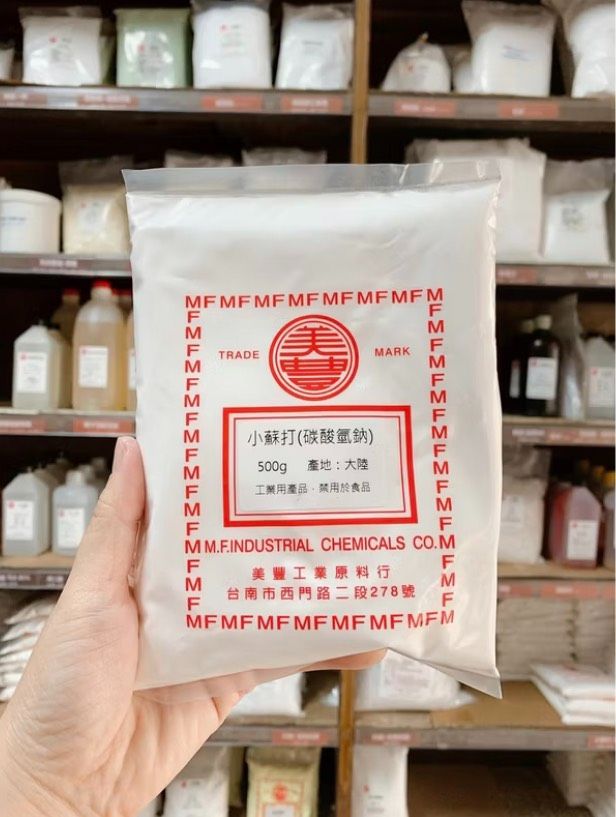 MFMFMFMFMFMFMFM
TRADE
美豐
MARK
小蘇打(碳酸氫鈉)
500g 產地：大陸
工業用產品，禁用於食品
M.F.INDUSTRIAL CHEMICALS CO.
美豐工業原料行
台南市西門路二段278號
MFMFMFMFMFMFMFM